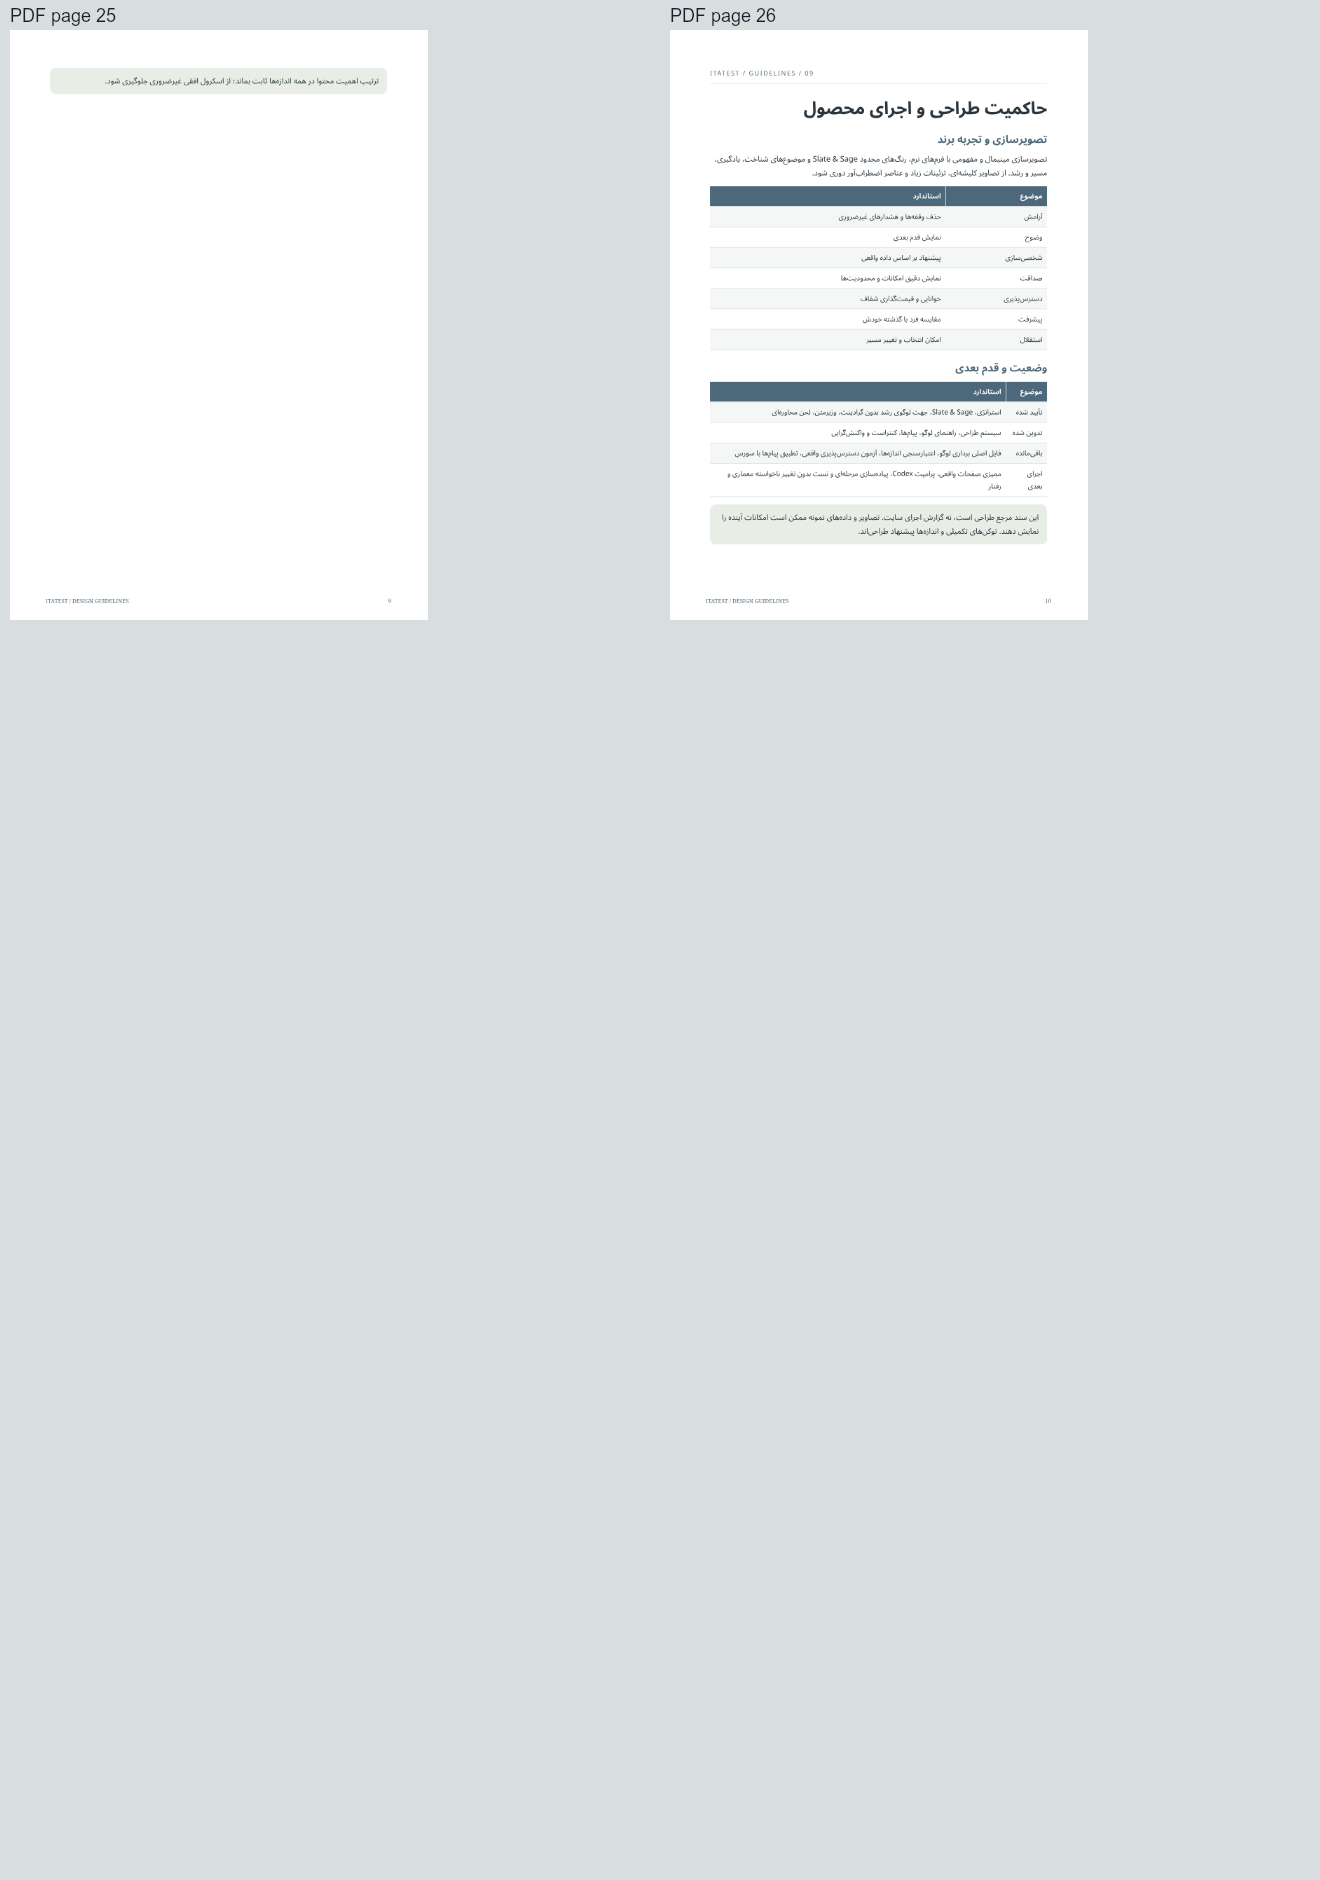 PDF page 25
ترتیب اهمیت محتوا در همه اندازه‌ها ثابت بماند؛ از اسکرول افقی غیرضروری جلوگیری شود.
ITATEST / DESIGN GUIDELINES
9
PDF page 26
ITATEST / GUIDELINES / 09
حاکمیت طراحی و اجرای محصول
تصویرسازی و تجربه برند
تصویرسازی مینیمال و مفهومی با فرم‌های نرم، رنگ‌های محدود Slate & Sage و موضوع‌های شناخت، یادگیری،
مسیر و رشد. از تصاویر کلیشه‌ای، تزئینات زیاد و عناصر اضطراب‌آور دوری شود.
موضوع استاندارد
آرامش حذف وقفه‌ها و هشدارهای غیرضروری
وضوح نمایش قدم بعدی
شخصی‌سازی پیشنهاد بر اساس داده واقعی
صداقت نمایش دقیق امکانات و محدودیت‌ها
دسترس‌پذیری خوانایی و قیمت‌گذاری شفاف
پیشرفت مقایسه فرد با گذشته خودش
استقلال امکان انتخاب و تغییر مسیر
وضعیت و قدم بعدی
موضوع استاندارد
تأیید شده استراتژی، Slate & Sage، جهت لوگوی رشد بدون گرادینت، وزیرمتن، لحن محاوره‌ای
تدوین شده سیستم طراحی، راهنمای لوگو، پیام‌ها، کنتراست و واکنش‌گرایی
باقی‌مانده فایل اصلی برداری لوگو، اعتبارسنجی اندازه‌ها، آزمون دسترس‌پذیری واقعی، تطبیق پیام‌ها با سورس
اجرای ممیزی صفحات واقعی، پرامپت Codex، پیاده‌سازی مرحله‌ای و تست بدون تغییر ناخواسته معماری و
بعدی رفتار
این سند مرجع طراحی است، نه گزارش اجرای سایت. تصاویر و داده‌های نمونه ممکن است امکانات آینده را
نمایش دهند. توکن‌های تکمیلی و اندازه‌ها پیشنهاد طراحی‌اند.
ITATEST / DESIGN GUIDELINES
10